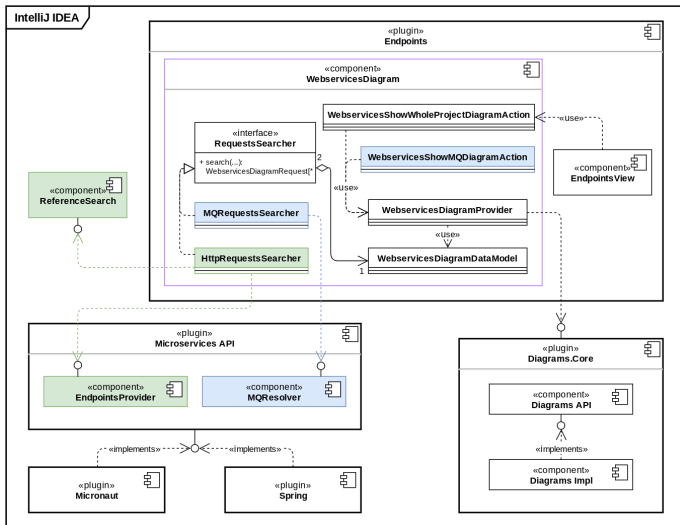 IntelliJ IDEA
«plugin»
Endpoints
«component»
WebservicesDiagram
WebservicesShowWholeProjectDiagramAction
«use»
«interface»
RequestsSearcher
+ search(...):
WebservicesDiagramRequest[*
2
WebservicesShowMQDiagramAction
«component»
EndpointsView
«component»
ReferenceSearch
«use»
MQRequestsSearcher
WebservicesDiagramProvider
«use»
HttpRequestsSearcher
WebservicesDiagramDataModel
1
«plugin»
Microservices API
«plugin»
Diagrams.Core
«component»
EndpointsProvider
«component»
MQResolver
«component»
Diagrams API
«implements»
«implements»
«implements»
«plugin»
Micronaut
«plugin»
Spring
«component»
Diagrams Impl